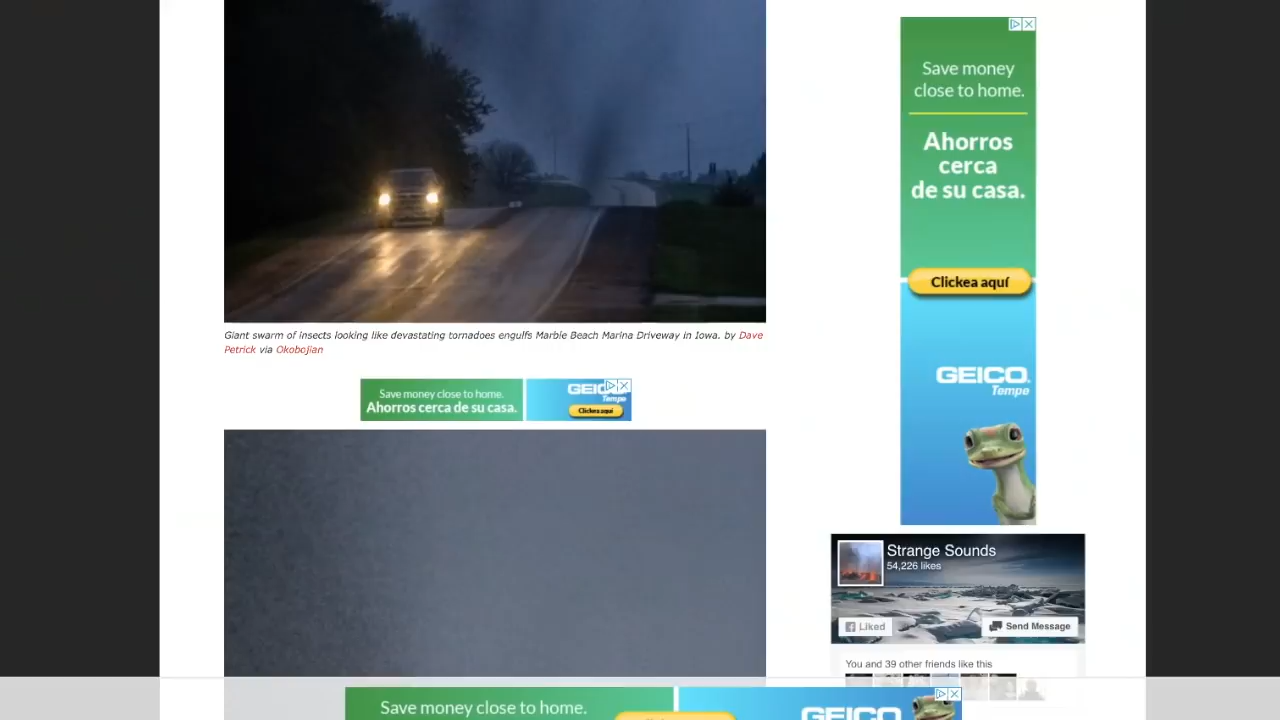 Save money
close to home.
Ahorros
cerca
de su casa.
Clickea aquí
GEICO.
Tempe
Giant swarm of insects looking like devastating tornadoes engulfs Marble Beach Marina Driveway in Iowa. by Dave
Petrick via Okobojian
Save money close to home.
Ahorros cerca de su casa.
Tempe
Clickea aquí
Strange Sounds
54,226 likes
Liked
Send Message
You and 39 other friends like this
Save money close to home.
GEICO